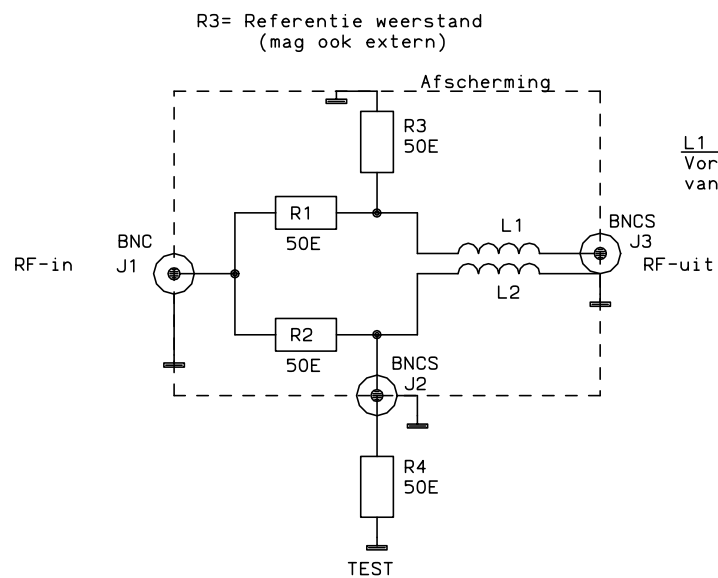 R3= Referentie weerstand
(mag ook extern)
Afscherming
R3
50E
L1
Vor
van
R1
50E
L1
BNCS
J3
BNC
J1
RF-in
RF-uit
L2
R2
50E
BNCS
J2
R4
50E
TEST